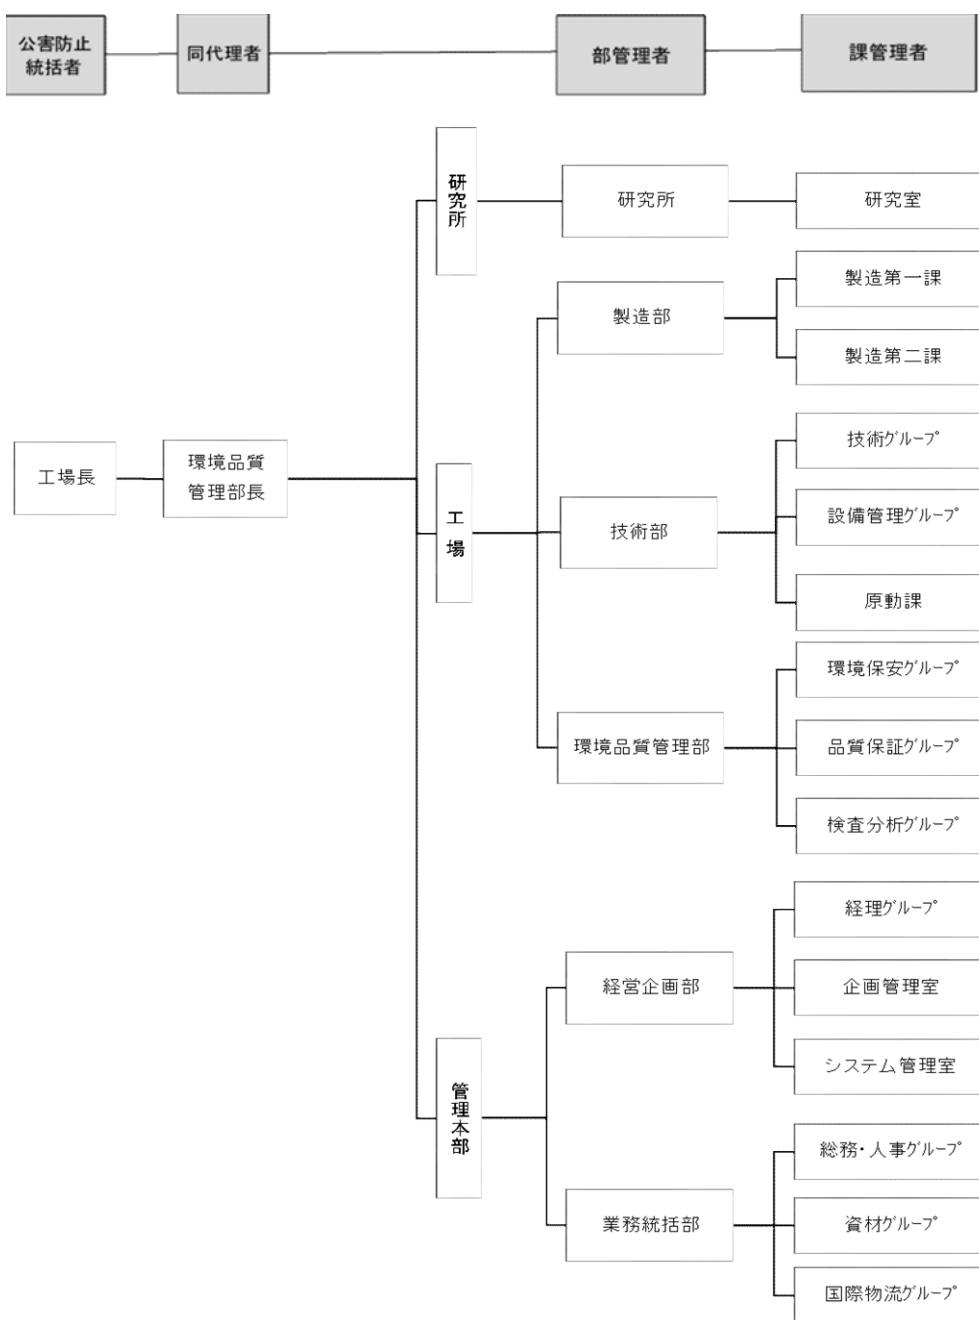 公害防止
統括者
同代理者
部管理者
課管理者
研究所
研究所
研究室
製造部
製造第一課
製造第二課
工場長
環境品質
管理部長
工場
技術部
技術ｸﾞﾙｰﾌﾟ
設備管理ｸﾞﾙｰﾌﾟ
原動課
環境品質管理部
環境保安ｸﾞﾙｰﾌﾟ
品質保証ｸﾞﾙｰﾌﾟ
検査分析ｸﾞﾙｰﾌﾟ
管理本部
経営企画部
経理ｸﾞﾙｰﾌﾟ
企画管理室
システム管理室
業務統括部
総務・人事ｸﾞﾙｰﾌﾟ
資材ｸﾞﾙｰﾌﾟ
国際物流ｸﾞﾙｰﾌﾟ